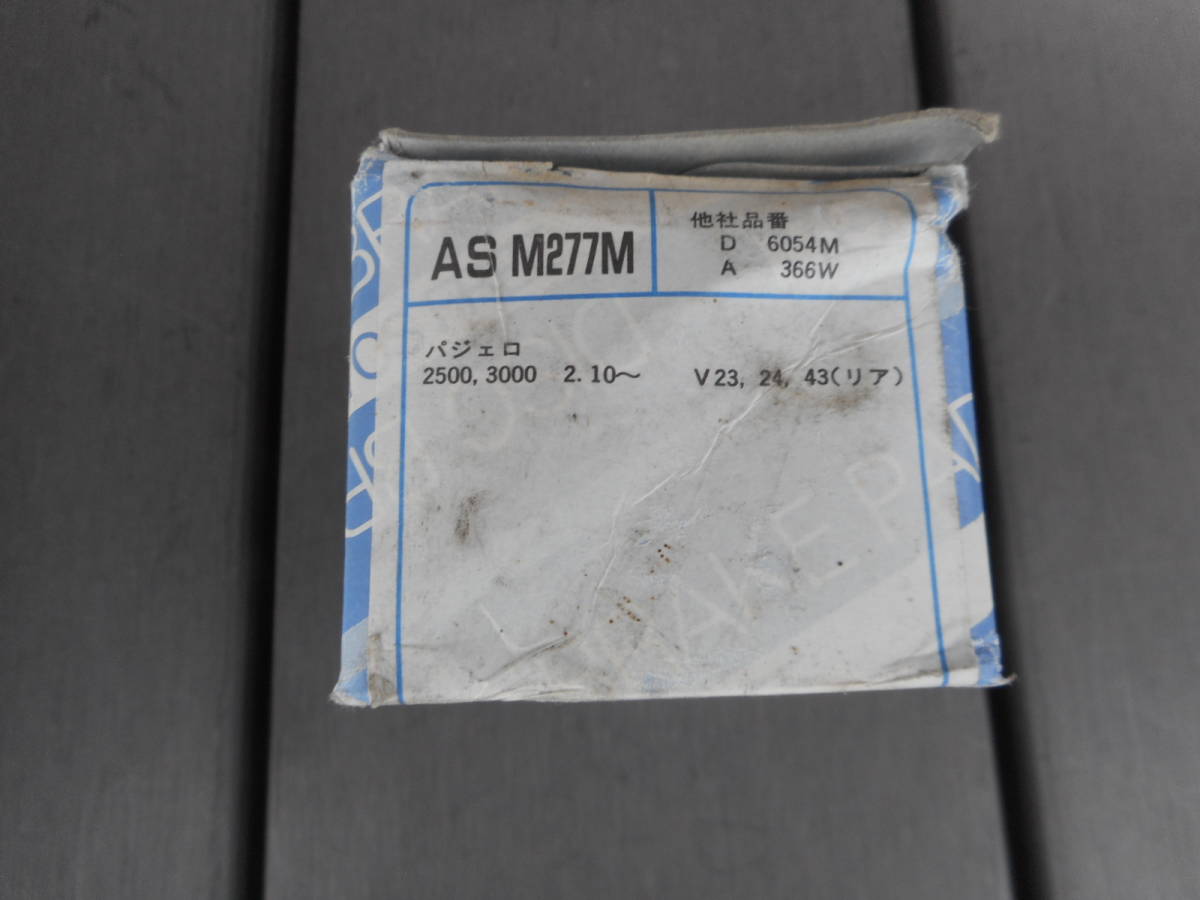 AS M277M
他社品番
D 6054M
A 366W
パジェロ
2500, 3000 2. 10～ V23, 24, 43(リア)